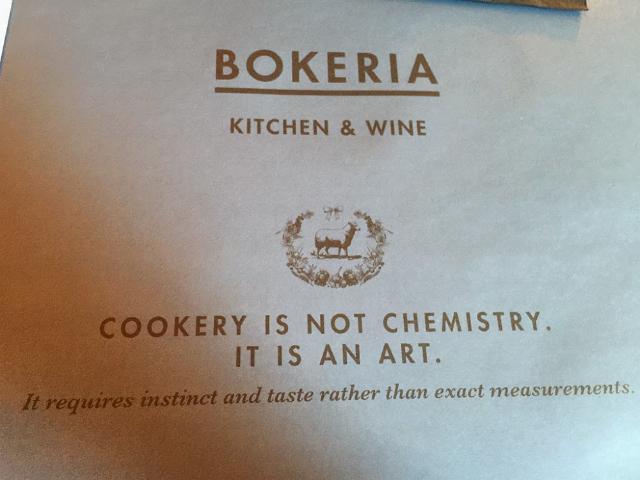 BOKERIA
KITCHEN & WINE
COOKERY IS NOT CHEMISTRY.
IT IS AN ART.
It requires instinct and taste rather than exact measurements.